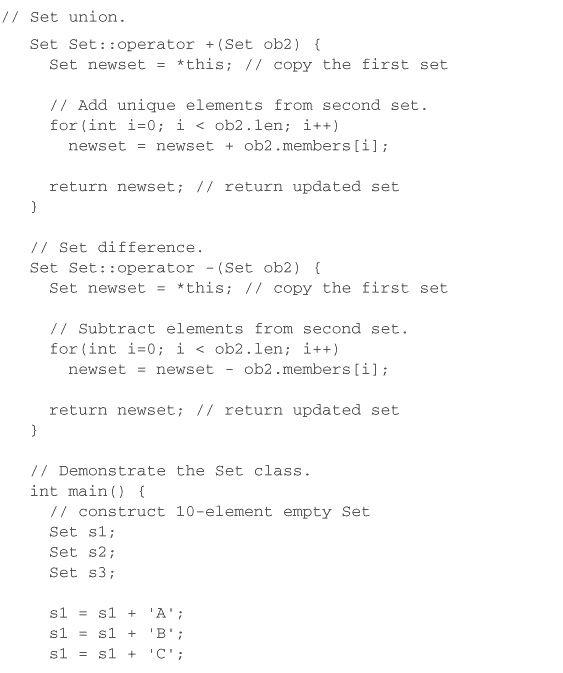 // Set union.
Set Set::operator +(Set ob2) {
Set newset = *this; // copy the first set
// Add unique elements from second set.
for(int i=0; i < ob2.len; i++)
newset = newset + ob2.members[i];
return newset; // return updated set
}
// Set difference.
Set Set::operator -(Set ob2) {
Set newset = *this; // copy the first set
// Subtract elements from second set.
for(int i=0; i < ob2.len; i++)
newset = newset - ob2.members[i];
return newset; // return updated set
}
// Demonstrate the Set class.
int main() {
// construct 10-element empty Set
Set s1;
Set s2;
Set s3;
s1 = s1 + 'A';
s1 = s1 + 'B';
s1 = s1 + 'C';